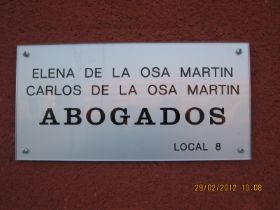 ELENA DE LA OSA MARTIN
CARLOS DE LA OSA MARTIN
ABOGADOS
LOCAL 8
29/02/2012 10:08